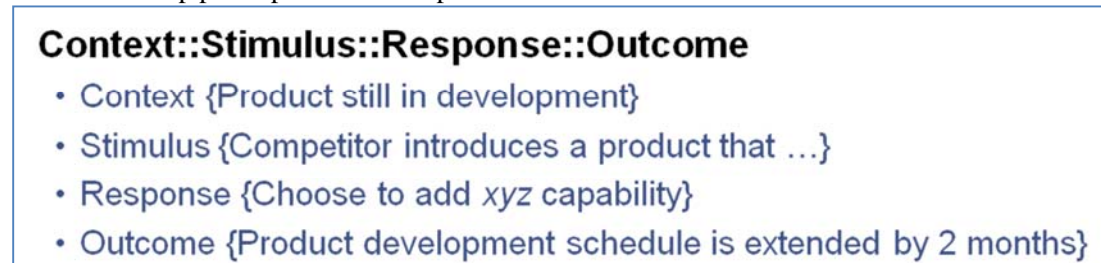 Context::Stimulus::Response::Outcome
• Context {Product still in development}
• Stimulus {Competitor introduces a product that …}
• Response {Choose to add xyz capability}
• Outcome {Product development schedule is extended by 2 months}